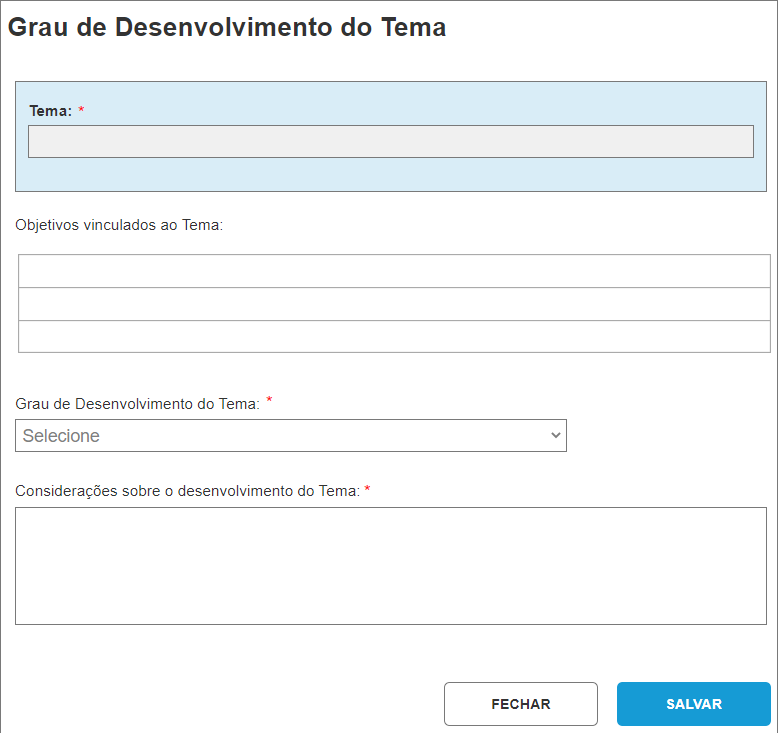 Grau de Desenvolvimento do Tema
Tema: *
Objetivos vinculados ao Tema:
Grau de Desenvolvimento do Tema: *
Selecione
Considerações sobre o desenvolvimento do Tema: *
FECHAR SALVAR